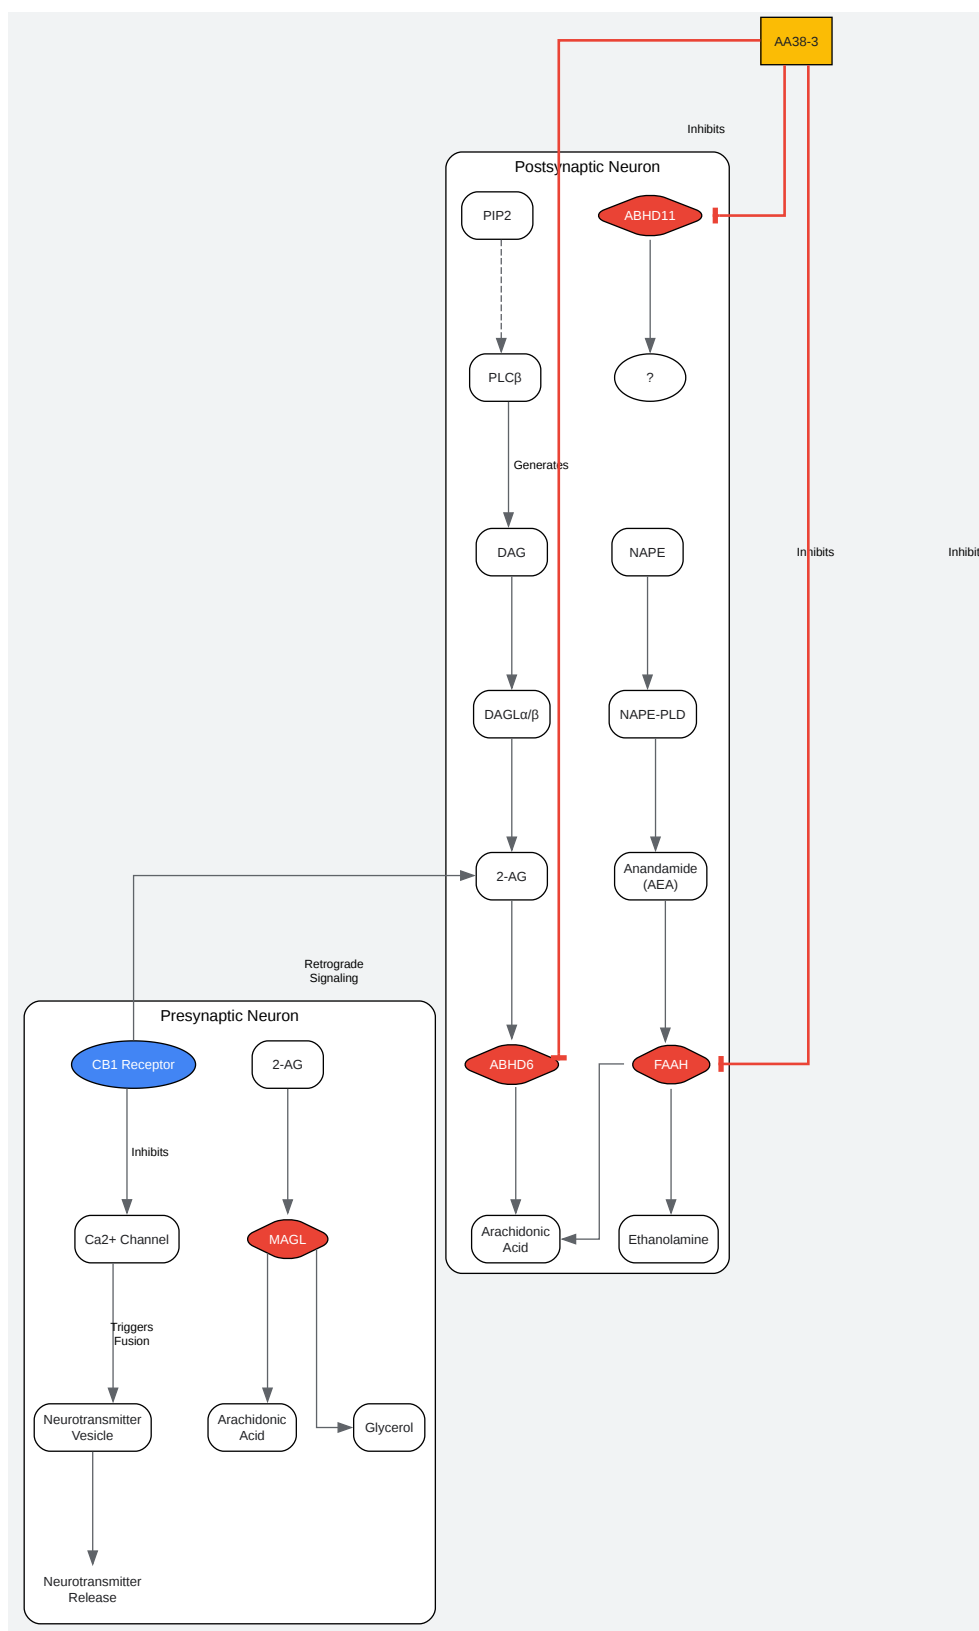 AA38-3
Inhibits
Postsynaptic Neuron
PIP2
ABHD11
PLCβ
?
Generates
DAG
NAPE
Inhibits
Inhibit
DAGLα/β
NAPE-PLD
2-AG
Anandamide
(AEA)
Retrograde
Signaling
Presynaptic Neuron
CB1 Receptor
2-AG
ABHD6
FAAH
Inhibits
Ca2+ Channel
MAGL
Arachidonic
Acid
Ethanolamine
Triggers
Fusion
Neurotransmitter
Vesicle
Arachidonic
Acid
Glycerol
Neurotransmitter
Release